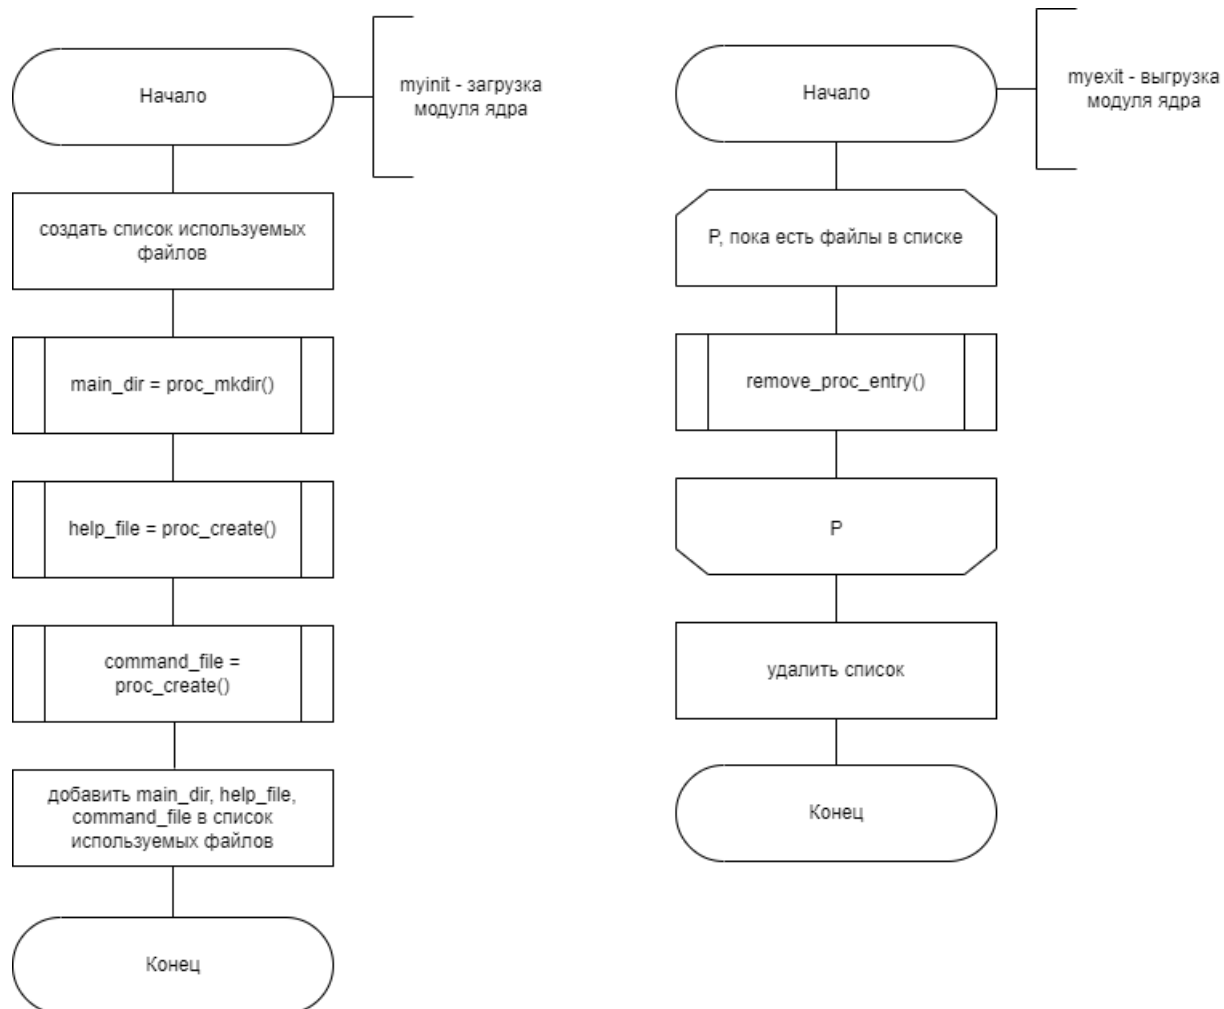 Начало
myinit - загрузка
модуля ядра
создать список используемых
файлов
main_dir = proc_mkdir()
help_file = proc_create()
command_file =
proc_create()
добавить main_dir, help_file,
command_file в список
используемых файлов
Конец
Начало
myexit - выгрузка
модуля ядра
P, пока есть файлы в списке
remove_proc_entry()
P
удалить список
Конец